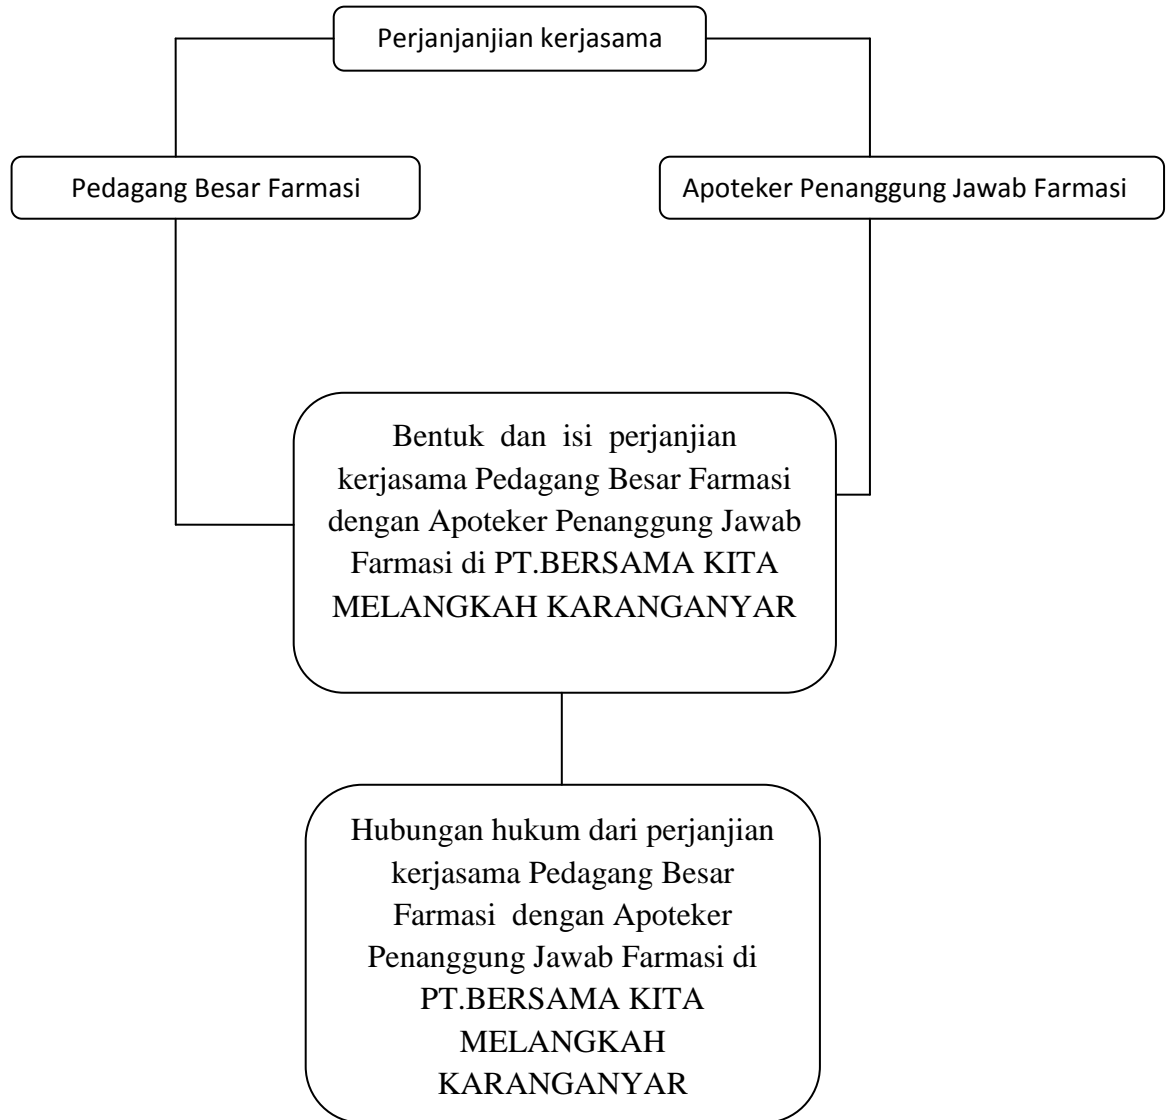 Perjanjanjian kerjasama
Pedagang Besar Farmasi
Apoteker Penanggung Jawab Farmasi
Bentuk dan isi perjanjian
kerjasama Pedagang Besar Farmasi
dengan Apoteker Penanggung Jawab
Farmasi di PT.BERSAMA KITA
MELANGKAH KARANGANYAR
Hubungan hukum dari perjanjian
kerjasama Pedagang Besar
Farmasi dengan Apoteker
Penanggung Jawab Farmasi di
PT.BERSAMA KITA
MELANGKAH
KARANGANYAR